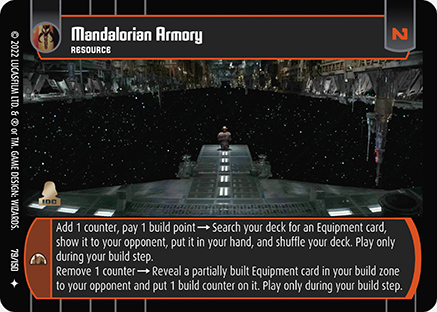 Mandalorian Armory
RESOURCE
N
© 2022 LUCASFILM LTD. & ® or TM. GAME DESIGN: WIZARDS.
79/150
IDC
Add 1 counter, pay 1 build point → Search your deck for an Equipment card,
show it to your opponent, put it in your hand, and shuffle your deck. Play only
during your build step.
Remove 1 counter → Reveal a partially built Equipment card in your build zone
to your opponent and put 1 build counter on it. Play only during your build step.